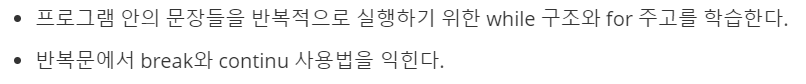 • 프로그램 안의 문장들을 반복적으로 실행하기 위한 while 구조와 for 주고를 학습한다.
• 반복문에서 break와 continu 사용법을 익힌다.